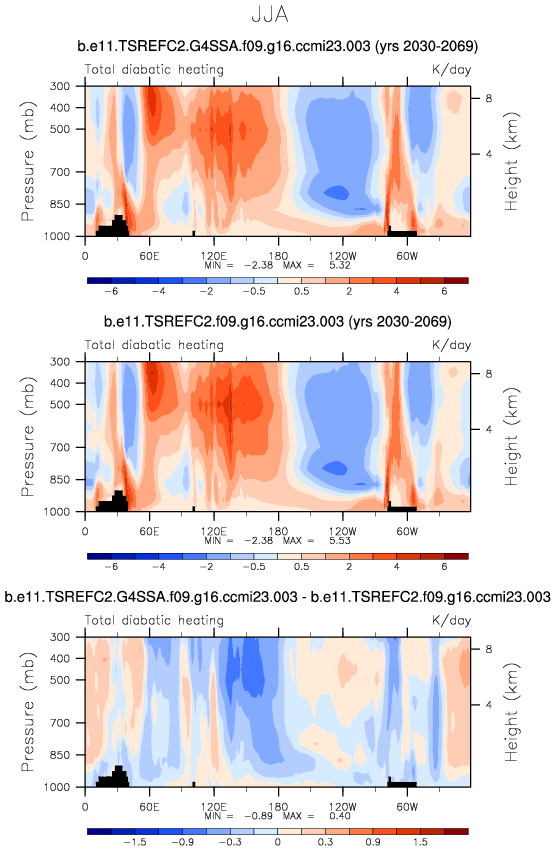 JJA
b.e11.TSREFC2.G4SSA.f09.g16.ccmi23.003 (yrs 2030-2069)
Total diabatic heating K/day
300
400
500
700
850
1000
Pressure (mb)
8
4
Height (km)
0 60E 120E 180 120W 60W
MIN = -2.38 MAX = 5.32
-6 -4 -2 -0.5 0.5 2 4 6
b.e11.TSREFC2.f09.g16.ccmi23.003 (yrs 2030-2069)
Total diabatic heating K/day
300
400
500
700
850
1000
Pressure (mb)
8
4
Height (km)
0 60E 120E 180 120W 60W
MIN = -2.38 MAX = 5.53
-6 -4 -2 -0.5 0.5 2 4 6
b.e11.TSREFC2.G4SSA.f09.g16.ccmi23.003 - b.e11.TSREFC2.f09.g16.ccmi23.003
Total diabatic heating K/day
300
400
500
700
850
1000
Pressure (mb)
8
4
Height (km)
0 60E 120E 180 120W 60W
MIN = -0.89 MAX = 0.40
-1.5 -0.9 -0.3 0 0.3 0.9 1.5